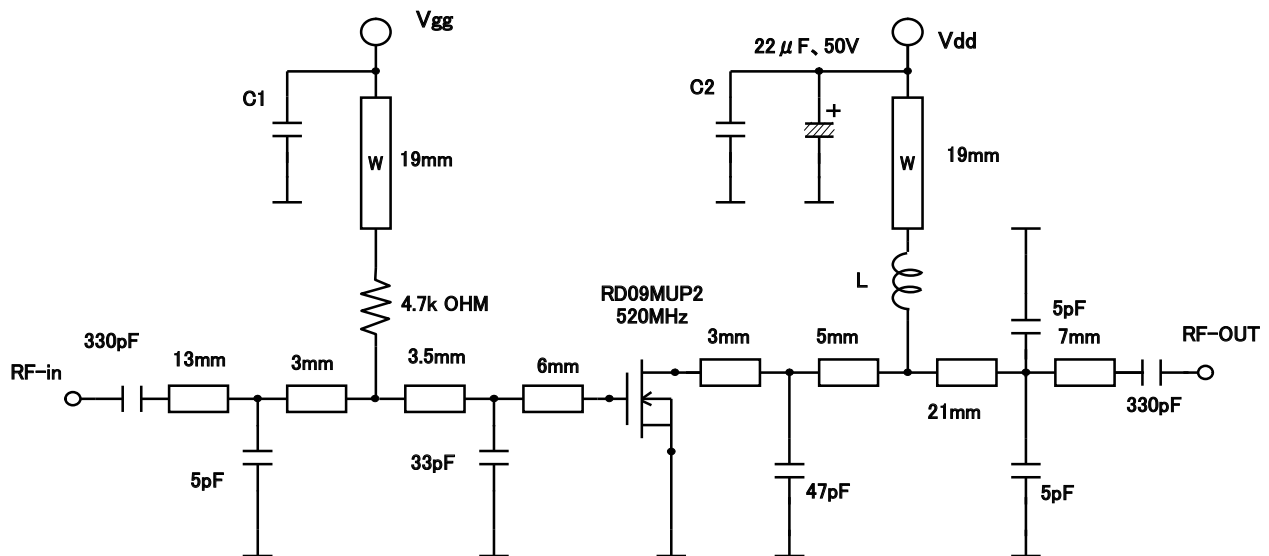 Vgg
Vdd
22μF、50V
C1
C2
W
19mm
W
19mm
L
4.7k OHM
RD09MUP2
520MHz
5pF
RF-OUT
330pF
13mm
3mm
3.5mm
6mm
3mm
5mm
7mm
RF-in
21mm
330pF
5pF
33pF
47pF
5pF